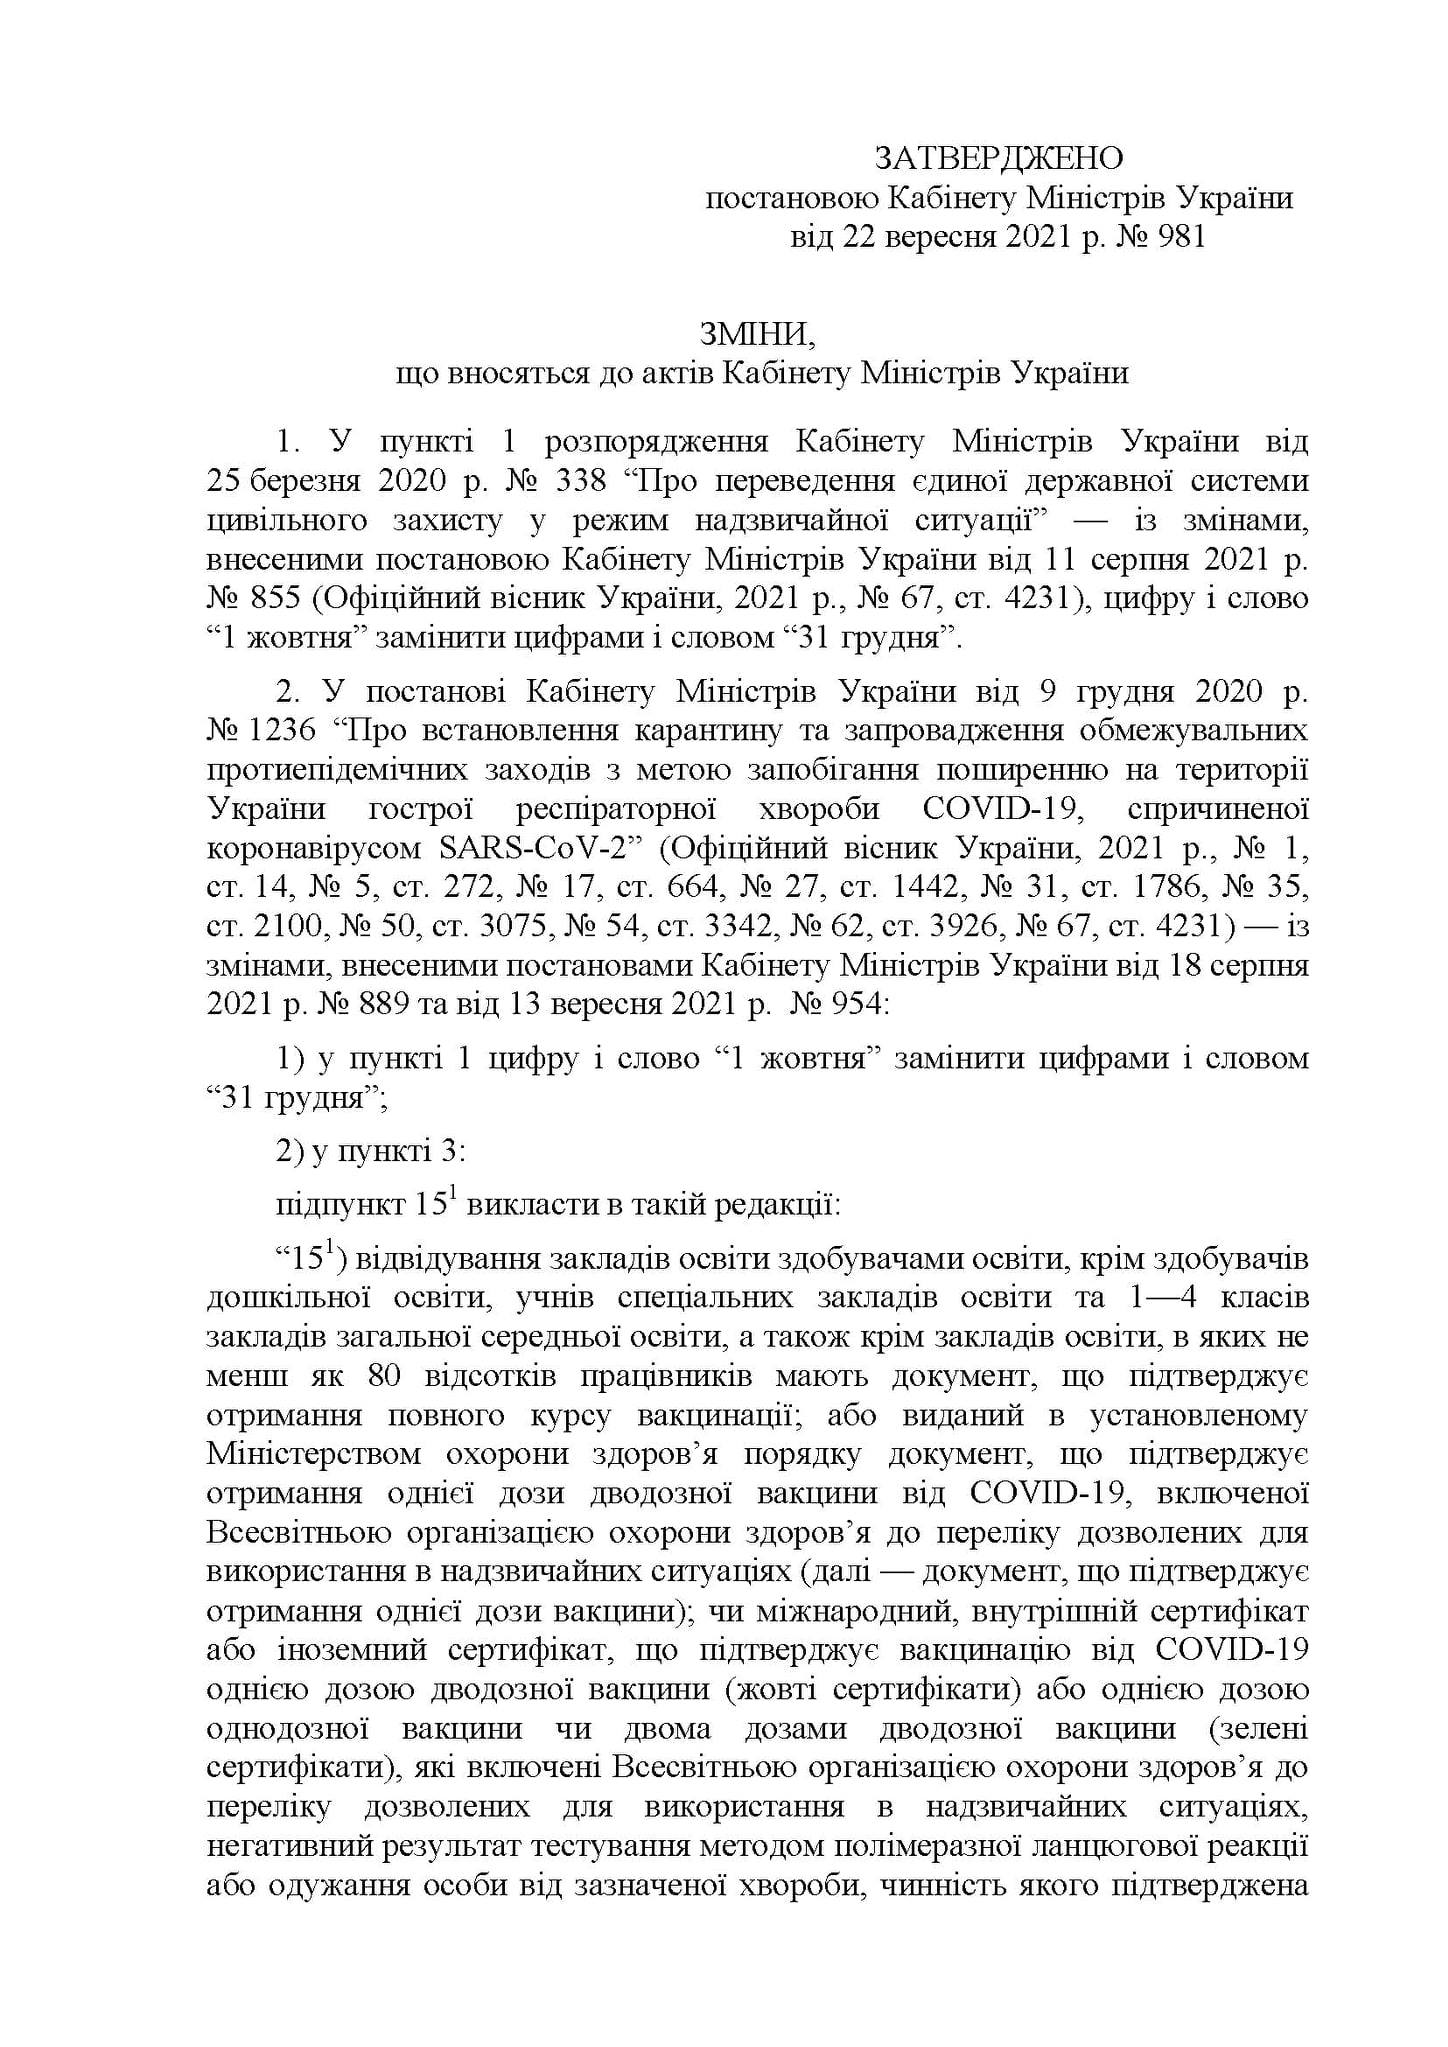 ЗАТВЕРДЖЕНО
постановою Кабінету Міністрів України
від 22 вересня 2021 р. № 981
ЗМІНИ,
що вносяться до актів Кабінету Міністрів України
1. У пункті 1 розпорядження Кабінету Міністрів України від
25 березня 2020 р. № 338 “Про переведення єдиної державної системи
цивільного захисту у режим надзвичайної ситуації” — із змінами,
внесеними постановою Кабінету Міністрів України від 11 серпня 2021 р.
№ 855 (Офіційний вісник України, 2021 р., № 67, ст. 4231), цифру і слово
“1 жовтня” замінити цифрами і словом “31 грудня”.
2. У постанові Кабінету Міністрів України від 9 грудня 2020 р.
№ 1236 “Про встановлення карантину та запровадження обмежувальних
протиепідемічних заходів з метою запобігання поширенню на території
України гострої респіраторної хвороби COVID-19, спричиненої
коронавірусом SARS-CoV-2” (Офіційний вісник України, 2021 р., № 1,
ст. 14, № 5, ст. 272, № 17, ст. 664, № 27, ст. 1442, № 31, ст. 1786, № 35,
ст. 2100, № 50, ст. 3075, № 54, ст. 3342, № 62, ст. 3926, № 67, ст. 4231) — із
змінами, внесеними постановами Кабінету Міністрів України від 18 серпня
2021 р. № 889 та від 13 вересня 2021 р. № 954:
1) у пункті 1 цифру і слово “1 жовтня” замінити цифрами і словом
“31 грудня”;
2) у пункті 3:
підпункт 15¹ викласти в такій редакції:
“15¹) відвідування закладів освіти здобувачами освіти, крім здобувачів
дошкільної освіти, учнів спеціальних закладів освіти та 1—4 класів
закладів загальної середньої освіти, а також крім закладів освіти, в яких не
менш як 80 відсотків працівників мають документ, що підтверджує
отримання повного курсу вакцинації; або виданий в установленому
Міністерством охорони здоров’я порядку документ, що підтверджує
отримання однієї дози дводозної вакцини від COVID-19, включеної
Всесвітньою організацією охорони здоров’я до переліку дозволених для
використання в надзвичайних ситуаціях (далі — документ, що підтверджує
отримання однієї дози вакцини); чи міжнародний, внутрішній сертифікат
або іноземний сертифікат, що підтверджує вакцинацію від COVID-19
однією дозою дводозної вакцини (жовті сертифікати) або однією дозою
однодозної вакцини чи двома дозами дводозної вакцини (зелені
сертифікати), які включені Всесвітньою організацією охорони здоров’я до
переліку дозволених для використання в надзвичайних ситуаціях,
негативний результат тестування методом полімеразної ланцюгової реакції
або одужання особи від зазначеної хвороби, чинність якого підтверджена